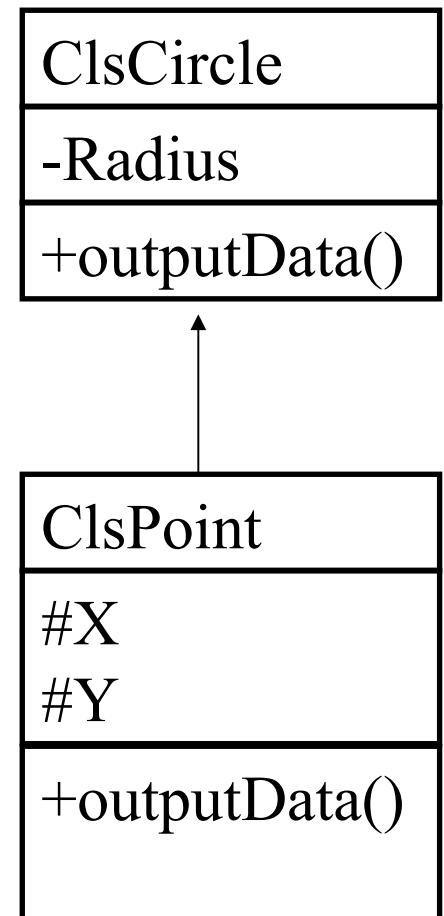 ClsCircle
-Radius
+outputData()
ClsPoint
#X
#Y
+outputData()